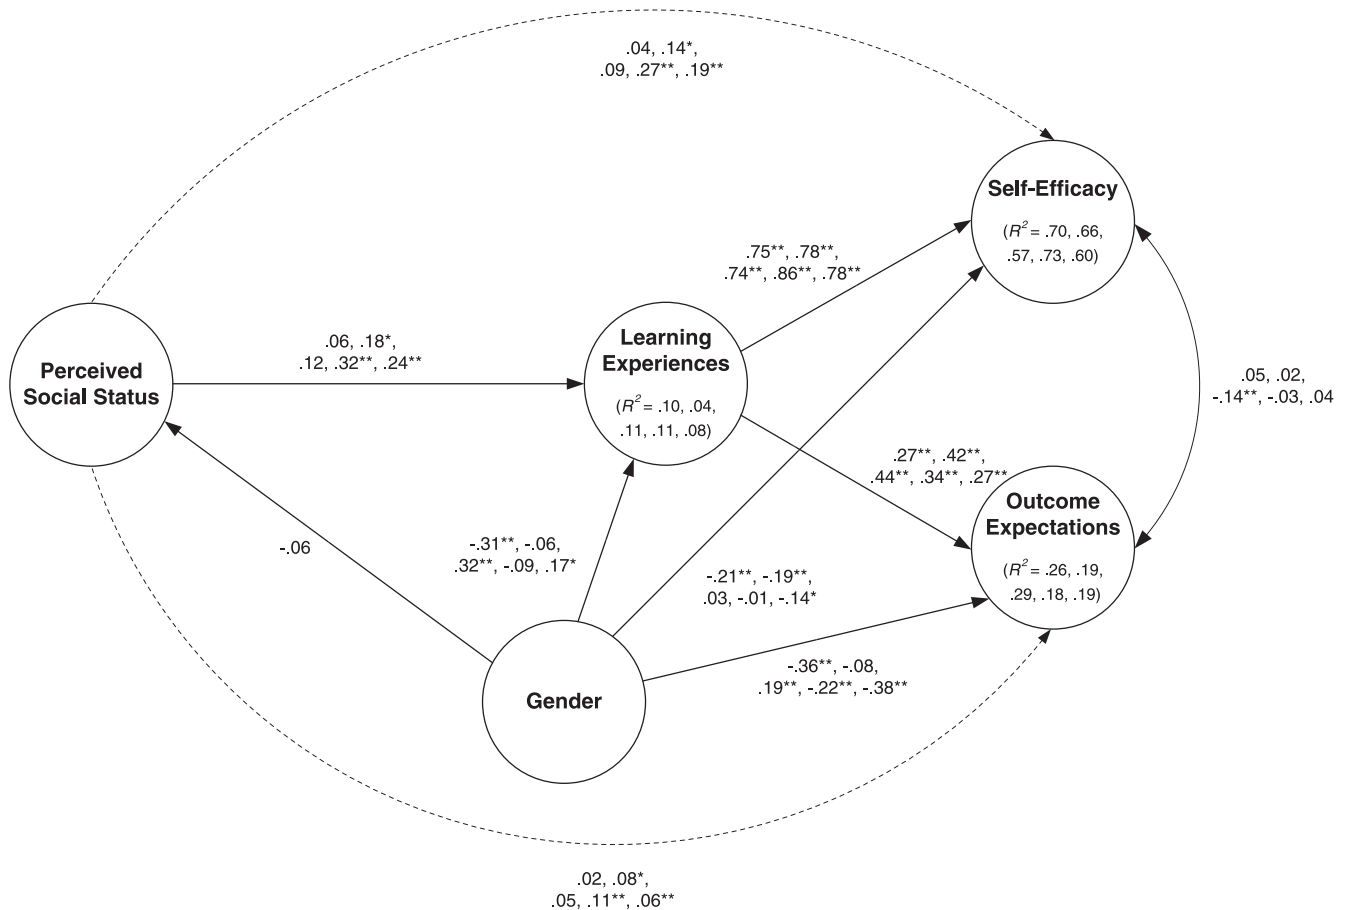 .04, .14*,
.09, .27**, .19**
Self-Efficacy
(R² = .70, .66,
.57, .73, .60)
.75**, .78**,
.74**, .86**, .78**
Learning
Experiences
(R² = .10, .04,
.11, .11, .08)
.06, .18*,
.12, .32**, .24**
Perceived
Social Status
.05, .02,
-.14**, -.03, .04
.27**, .42**,
.44**, .34**, .27**
Outcome
Expectations
(R² = .26, .19,
.29, .18, .19)
-.06
-.31**, -.06,
.32**, -.09, .17*
-.21**, -.19**,
.03, -.01, -.14*
-.36**, -.08,
.19**, -.22**, -.38**
Gender
.02, .08*,
.05, .11**, .06**